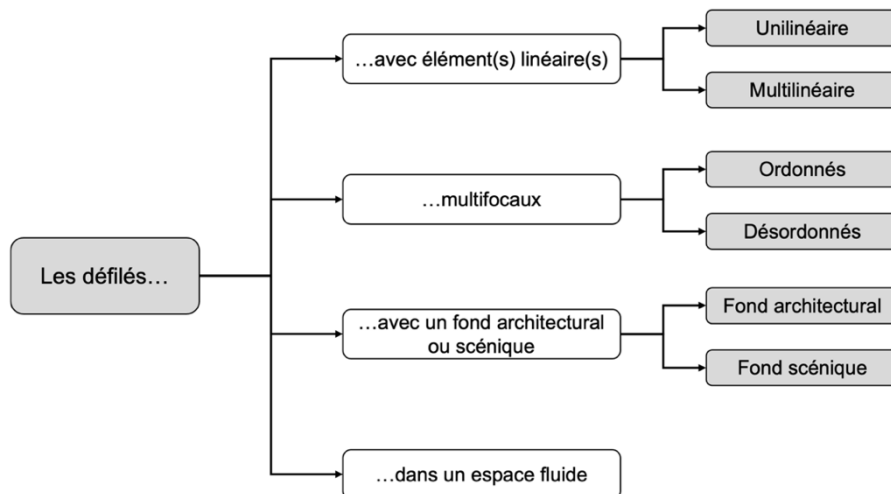 Les défilés…
…avec élément(s) linéaire(s)
Unilinéaire
Multilinéaire
…multifocaux
Ordonnés
Désordonnés
…avec un fond architectural
ou scénique
Fond architectural
Fond scénique
…dans un espace fluide